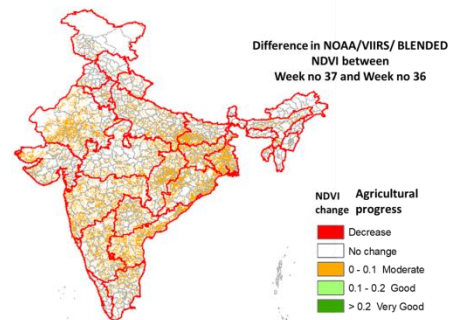 Difference in NOAA/VIIRS/ BLENDED
NDVI between
Week no 37 and Week no 36
NDVI change
Agricultural progress
Decrease
No change
0 - 0.1 Moderate
0.1 - 0.2 Good
> 0.2 Very Good